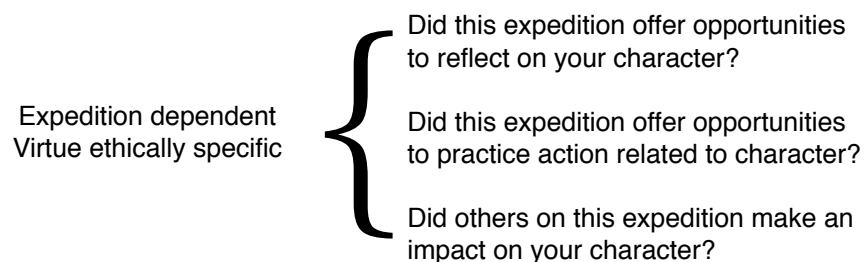 Expedition dependent
Virtue ethically specific
Did this expedition offer opportunities
to reflect on your character?
Did this expedition offer opportunities
to practice action related to character?
Did others on this expedition make an
impact on your character?